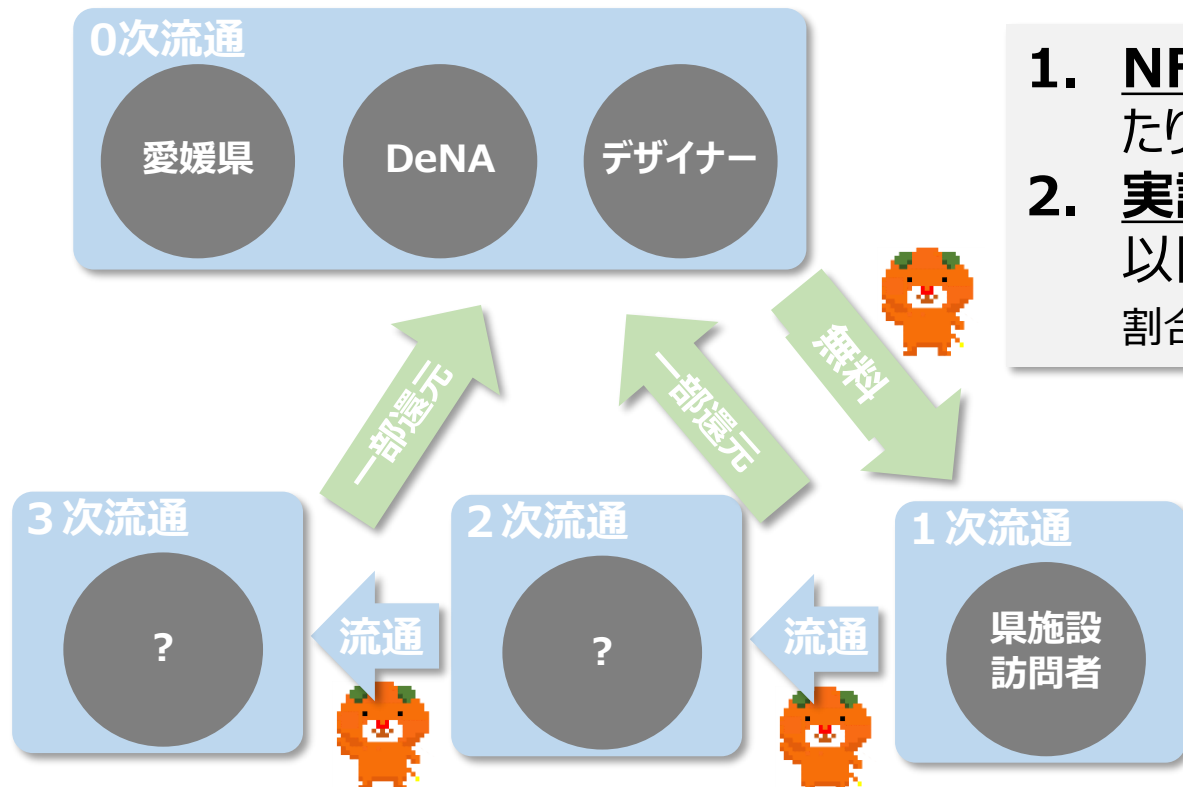 0次流通
愛媛県
DeNA
デザイナー
1. NF
たり
2. 実
以
割合
無料
一部還元
一部還元
3次流通
?
流通
2次流通
?
流通
1次流通
県施設
訪問者